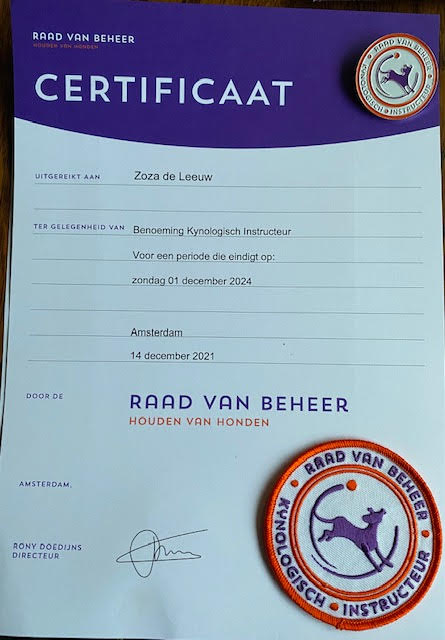 RAAD VAN BEHEER
HOUDEN VAN HONDEN
CERTIFICAAT
RAAD VAN BEHEER
KYNOLOGISCH • INSTRUCTEUR
UITGEREIKT AAN Zoza de Leeuw
TER GELEGENHEID VAN Benoeming Kynologisch Instructeur
Voor een periode die eindigt op:
zondag 01 december 2024
Amsterdam
14 december 2021
DOOR DE RAAD VAN BEHEER
HOUDEN VAN HONDEN
AMSTERDAM,
RONY DOEDIJNS
DIRECTEUR
• RAAD VAN BEHEER •
KYNOLOGISCH • INSTRUCTEUR